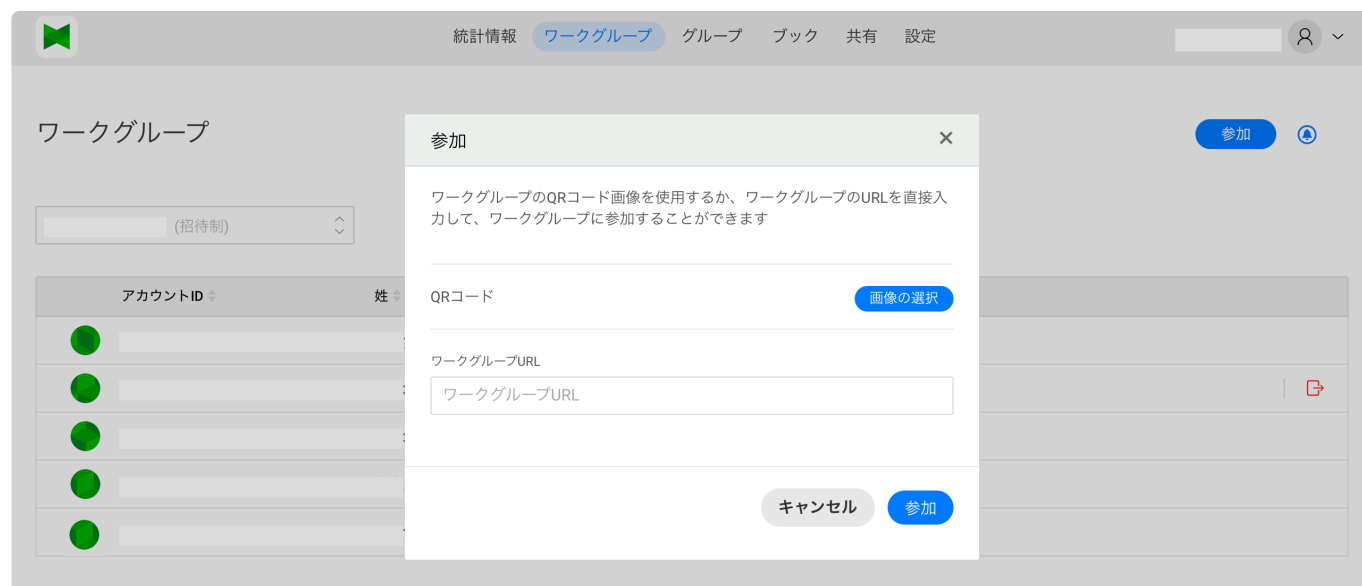 統計情報 ワークグループ グループ ブック 共有 設定
ワークグループ
参加
(招待制)
アカウントID 姓
参加
ワークグループのQRコード画像を使用するか、ワークグループのURLを直接入
力して、ワークグループに参加することができます
QRコード
画像の選択
ワークグループURL
ワークグループURL
キャンセル 参加